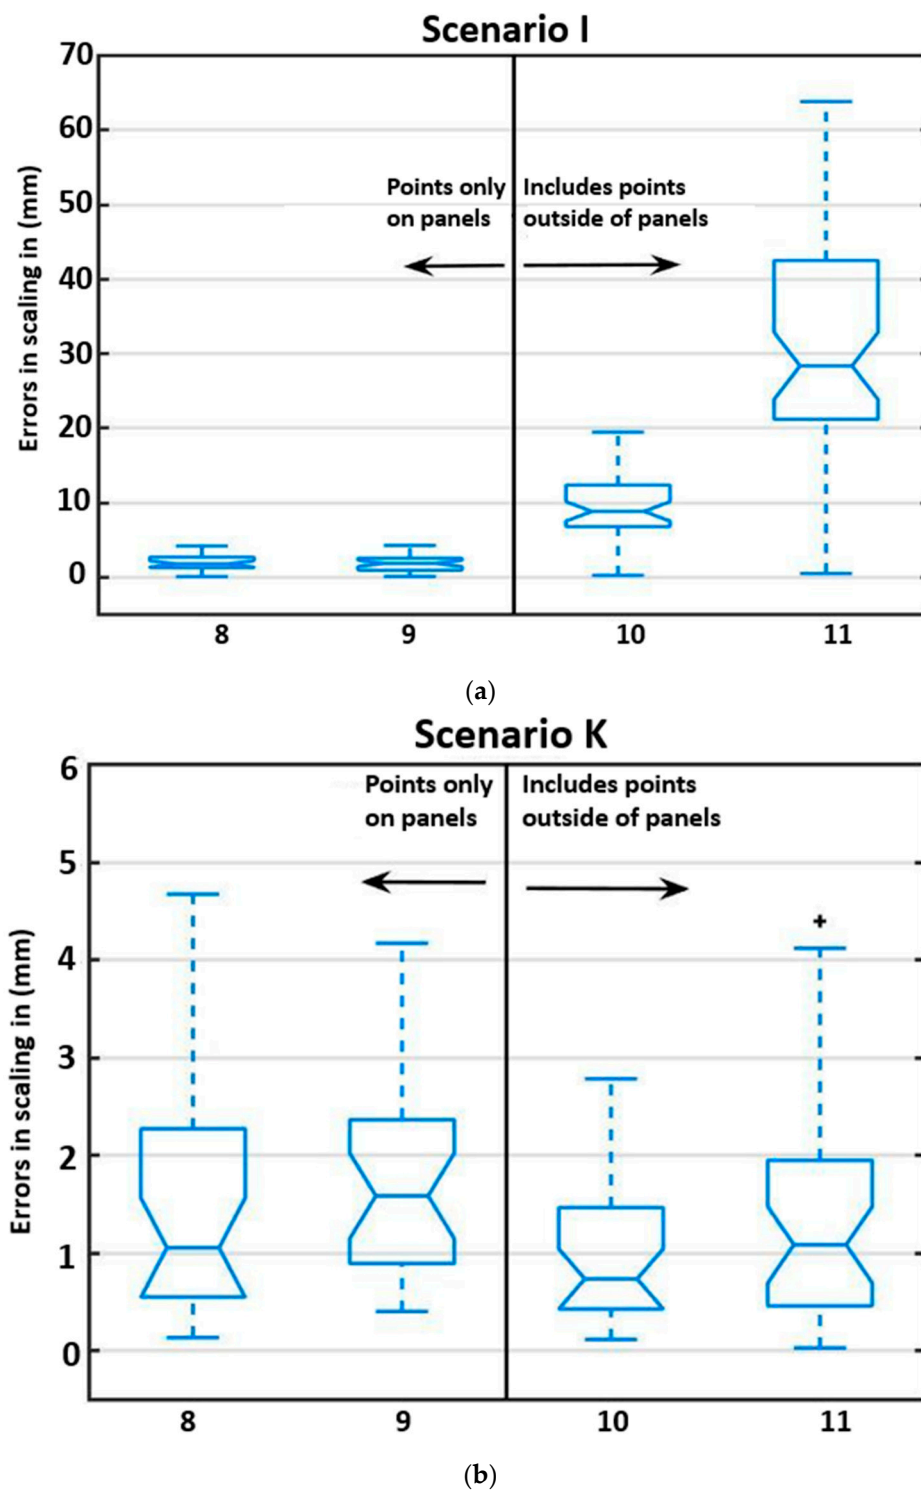 Scenario I
70
60
50
40
30
20
10
0
Errors in scaling in (mm)
Points only
on panels
Includes points
outside of panels
8 9 10 11
(a)
Scenario K
6
5
4
3
2
1
0
Errors in scaling in (mm)
Points only
on panels
Includes points
outside of panels
8 9 10 11
(b)